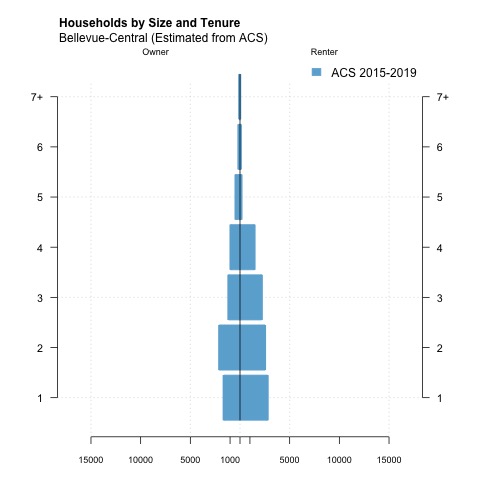 Households by Size and Tenure
Bellevue-Central (Estimated from ACS)
Owner Renter
ACS 2015-2019
7+ 7+
6 6
5 5
4 4
3 3
2 2
1 1
15000 10000 5000 1000 5000 10000 15000